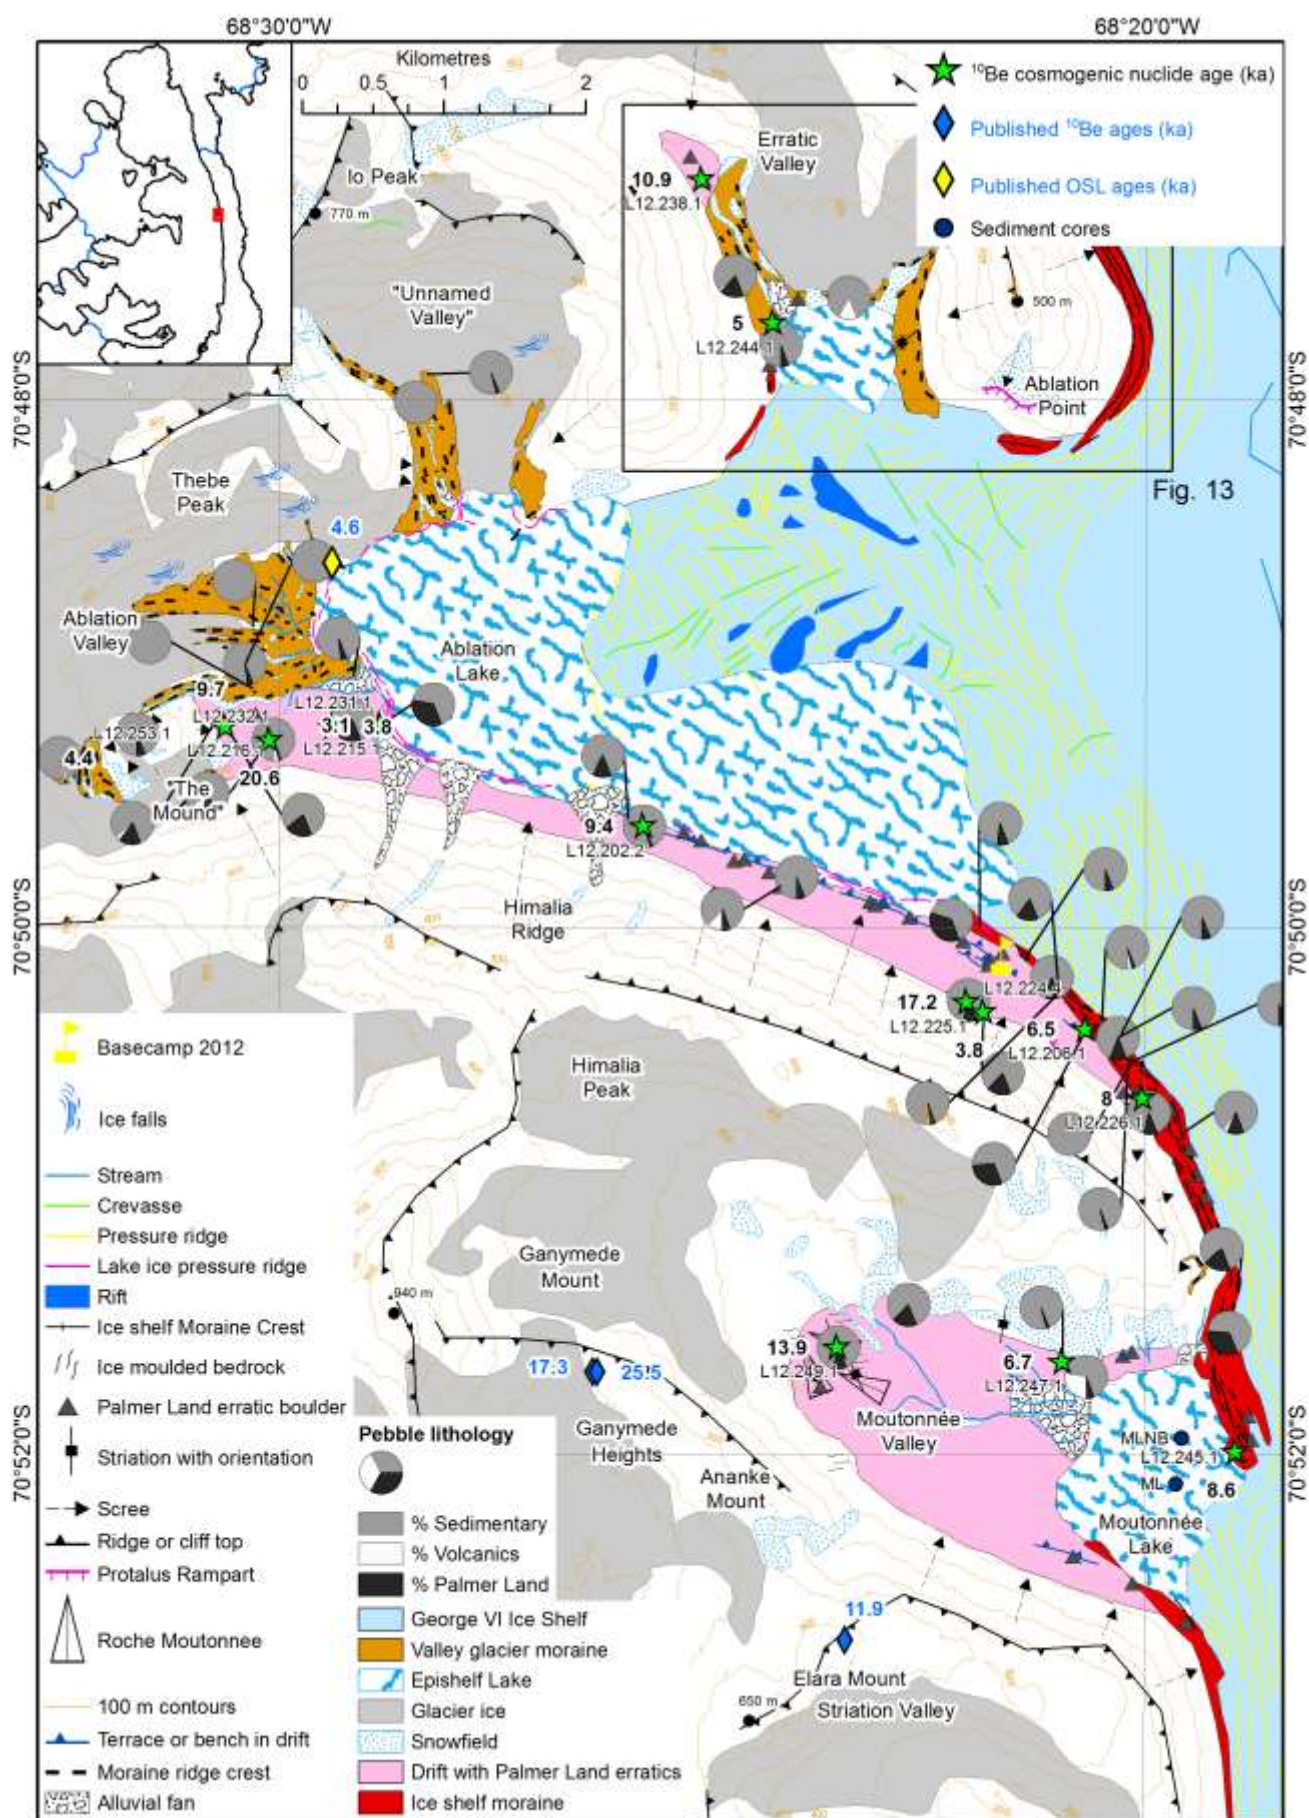 68°30'0"W
68°20'0"W
Kilometres
0 0.5 1 2
¹⁰Be cosmogenic nuclide age (ka)
Published ¹⁰Be ages (ka)
Published OSL ages (ka)
Sediment cores
Erratic
Valley
Io Peak
770 m
10.9
L12.238.1
"Unnamed
Valley"
5
L12.244.1
500 m
Ablation
Point
70°48'0"S
70°48'0"S
Fig. 13
Thebe
Peak
4.6
Ablation
Valley
Ablation
Lake
9.7
L12.232.1
L12.231.1
3.1
3.8
L12.253.1
L12.216.1
L12.215.1
4.4
20.6
"The
Mound"
9.4
L12.202.2
Himalia
Ridge
70°50'0"S
70°50'0"S
L12.224.4
17.2
L12.225.1
6.5
3.8
L12.206.1
8
L12.226.1
Himalia
Peak
Ganymede
Mount
940 m
17.3
25.5
Ganymede
Heights
13.9
L12.249.1
6.7
L12.247.1
Moutonnée
Valley
MLNB
L12.245.1
ML
8.6
Moutonnée
Lake
Ananke
Mount
70°52'0"S
70°52'0"S
11.9
Elara Mount
650 m
Striation Valley
Basecamp 2012
Ice falls
Stream
Crevasse
Pressure ridge
Lake ice pressure ridge
Rift
Ice shelf Moraine Crest
Ice moulded bedrock
Palmer Land erratic boulder
Striation with orientation
Scree
Ridge or cliff top
Protalus Rampart
Roche Moutonnee
100 m contours
Terrace or bench in drift
Moraine ridge crest
Alluvial fan
Pebble lithology
% Sedimentary
% Volcanics
% Palmer Land
George VI Ice Shelf
Valley glacier moraine
Epishelf Lake
Glacier ice
Snowfield
Drift with Palmer Land erratics
Ice shelf moraine